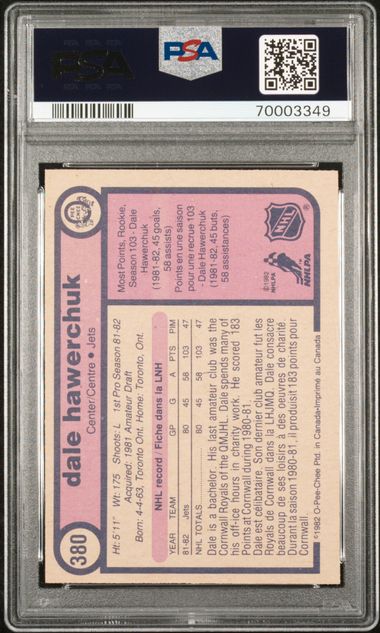 PSA
PSA
70003349
380
dale hawerchuk
Center/Centre • Jets
Ht: 5'11" Wt: 175 Shoots: L 1st Pro Season 81-82
Acquired: 1981 Amateur Draft
Born: 4-4-63, Toronto Ont. Home: Toronto, Ont.
NHL record / Fiche dans la LNH
YEAR TEAM GP G A PTS PIM
81-82 Jets 80 45 58 103 47
NHL TOTALS 80 45 58 103 47
Dale is a bachelor. His last amateur club was the
Cornwall Royals of the QMJHL. Dale spends many of
his off-ice hours in charity work. He scored 183
Points at Cornwall during 1980-81.
Dale est célibataire. Son dernier club amateur fut les
Royals de Cornwall dans la LHJMQ. Dale consacre
beaucoup de ses loisirs à des oeuvres de charité.
Durant la saison 1980-81, il produisit 183 points pour
Cornwall.
©1982 O-Pee-Chee Ptd. in Canada-Imprimé au Canada
O-PEE-CHEE
Most Points, Rookie,
Season 103 - Dale
Hawerchuk
(1981-82, 45 goals,
58 assists)
Points en une saison
pour une recrue 103
- Dale Hawerchuk
(1981-82, 45 buts,
58 assistances)
NHL
©1982
NHLPA
NHLPA